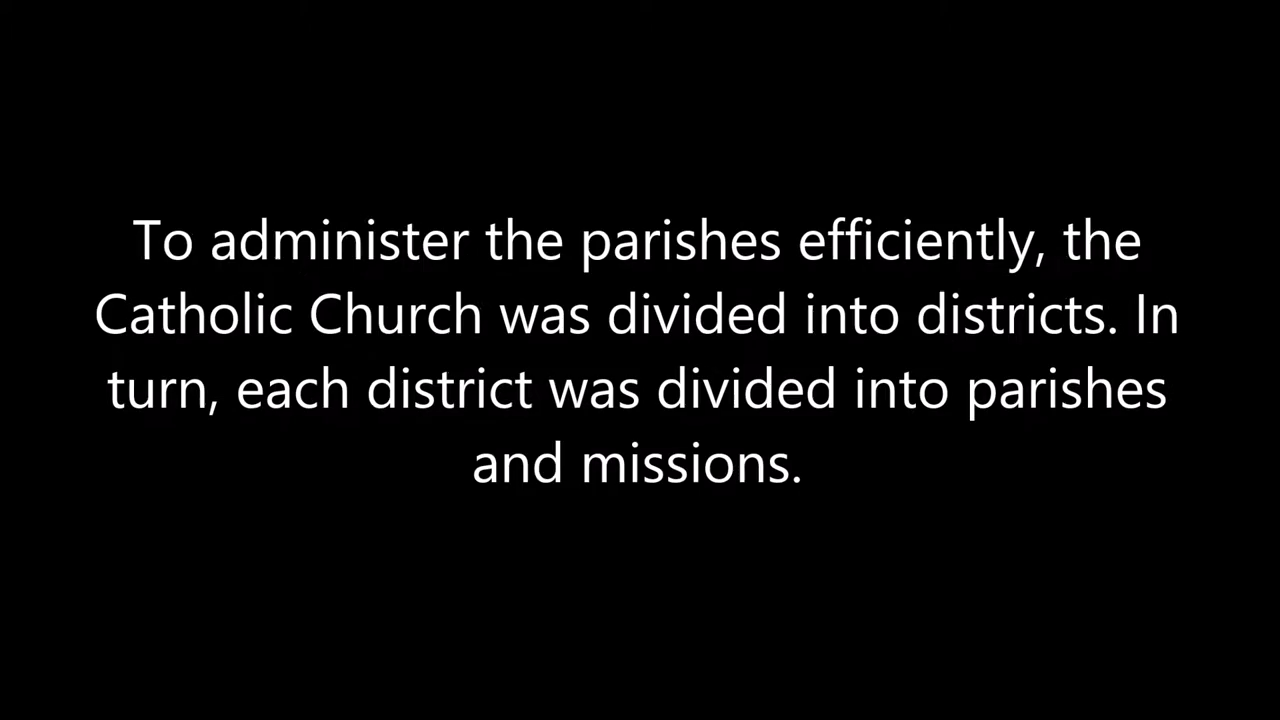 To administer the parishes efficiently, the
Catholic Church was divided into districts. In
turn, each district was divided into parishes
and missions.